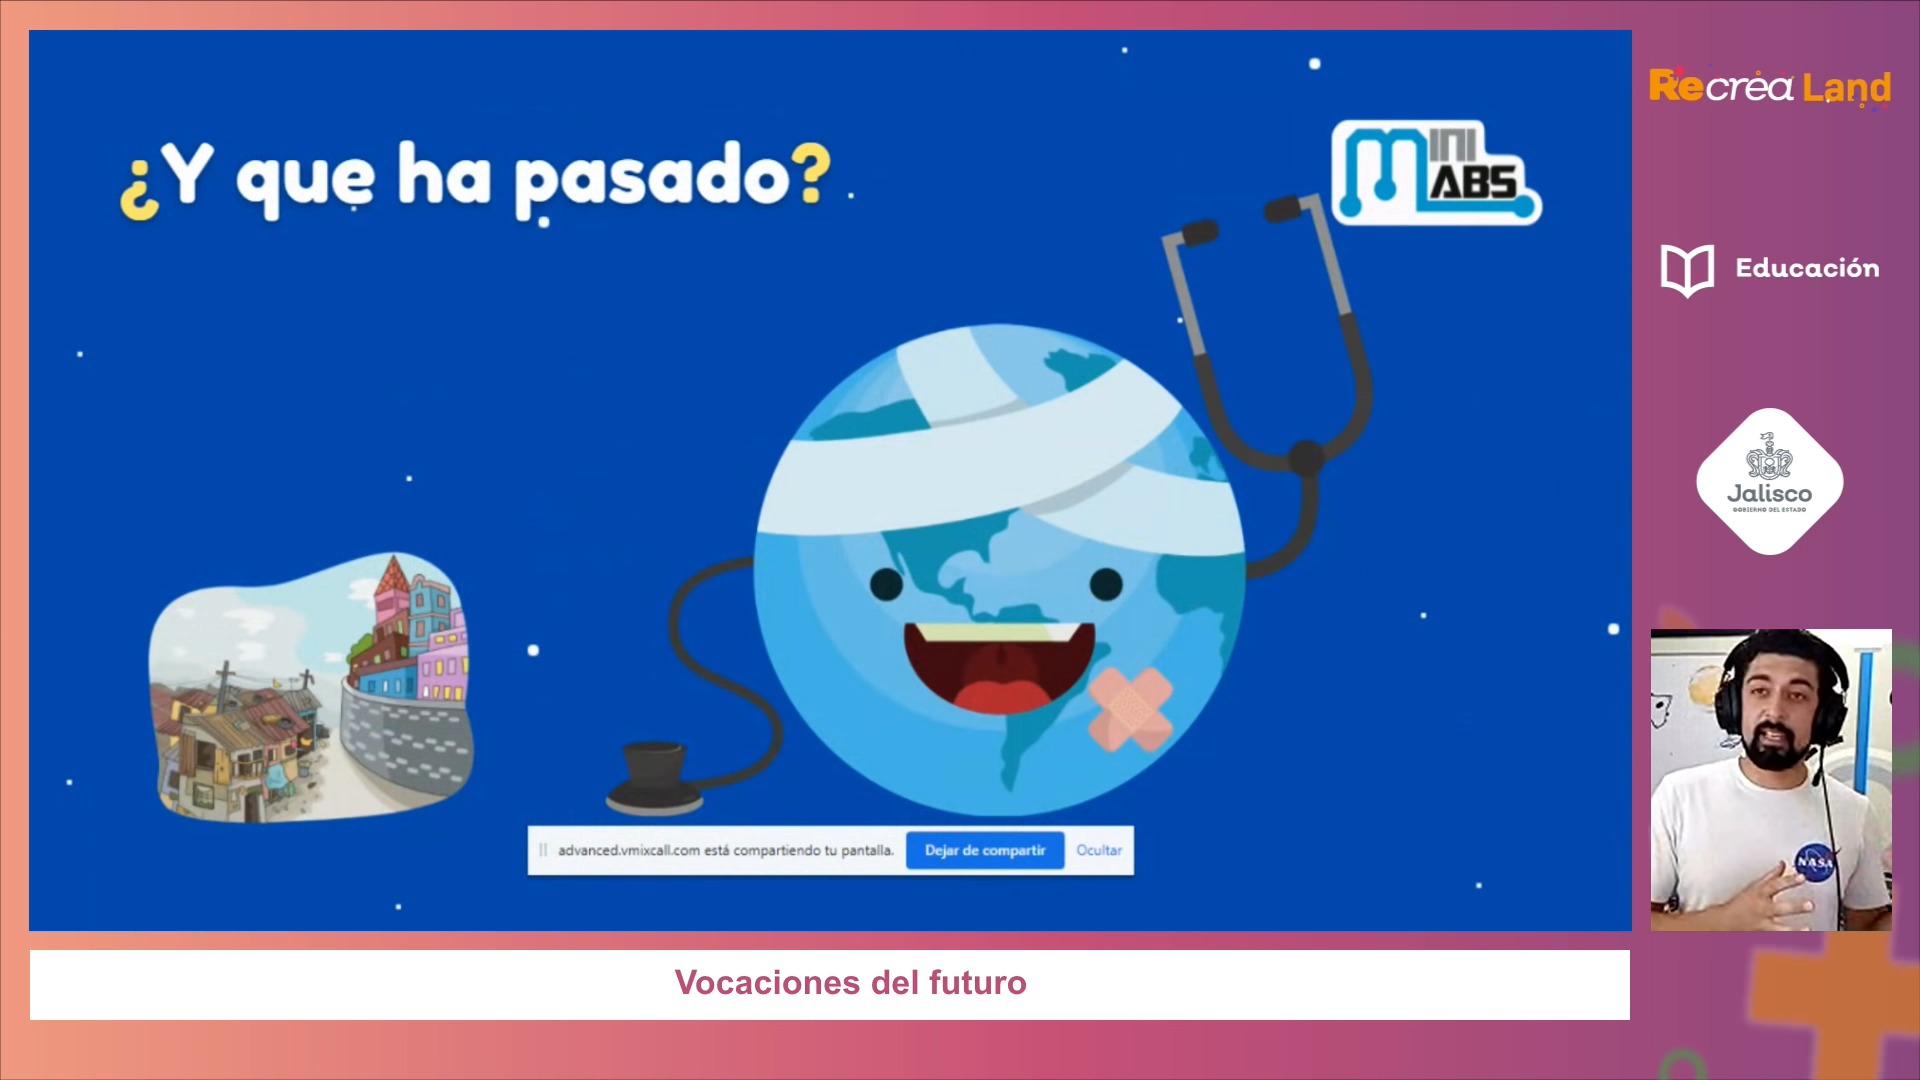 ¿Y que ha pasado?
MINI
LABS
Recrea Land
Educación
Jalisco
GOBIERNO DEL ESTADO
advanced.vmixcall.com está compartiendo tu pantalla.
Dejar de compartir
Ocultar
NASA
Vocaciones del futuro